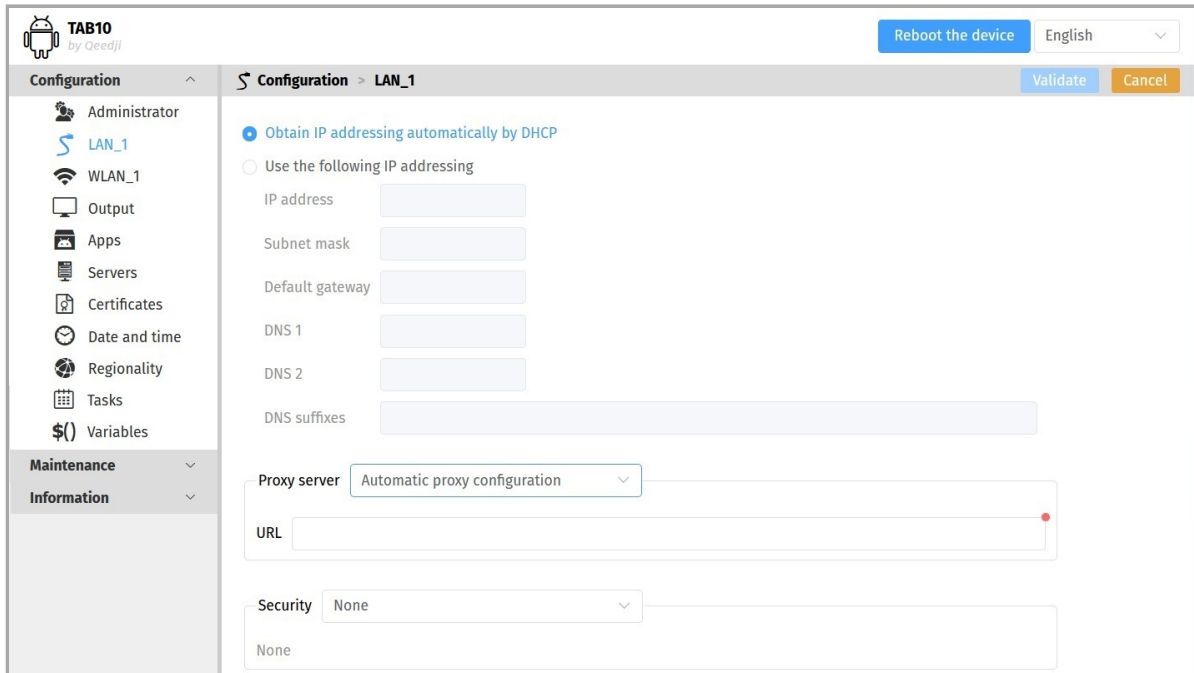 TAB10
by Qeedji
Reboot the device
English
Configuration
Configuration > LAN_1
Validate
Cancel
Administrator
LAN_1
WLAN_1
Output
Apps
Servers
Certificates
Date and time
Regionality
Tasks
$() Variables
Maintenance
Information
Obtain IP addressing automatically by DHCP
Use the following IP addressing
IP address
Subnet mask
Default gateway
DNS 1
DNS 2
DNS suffixes
Proxy server Automatic proxy configuration
URL
Security None
None